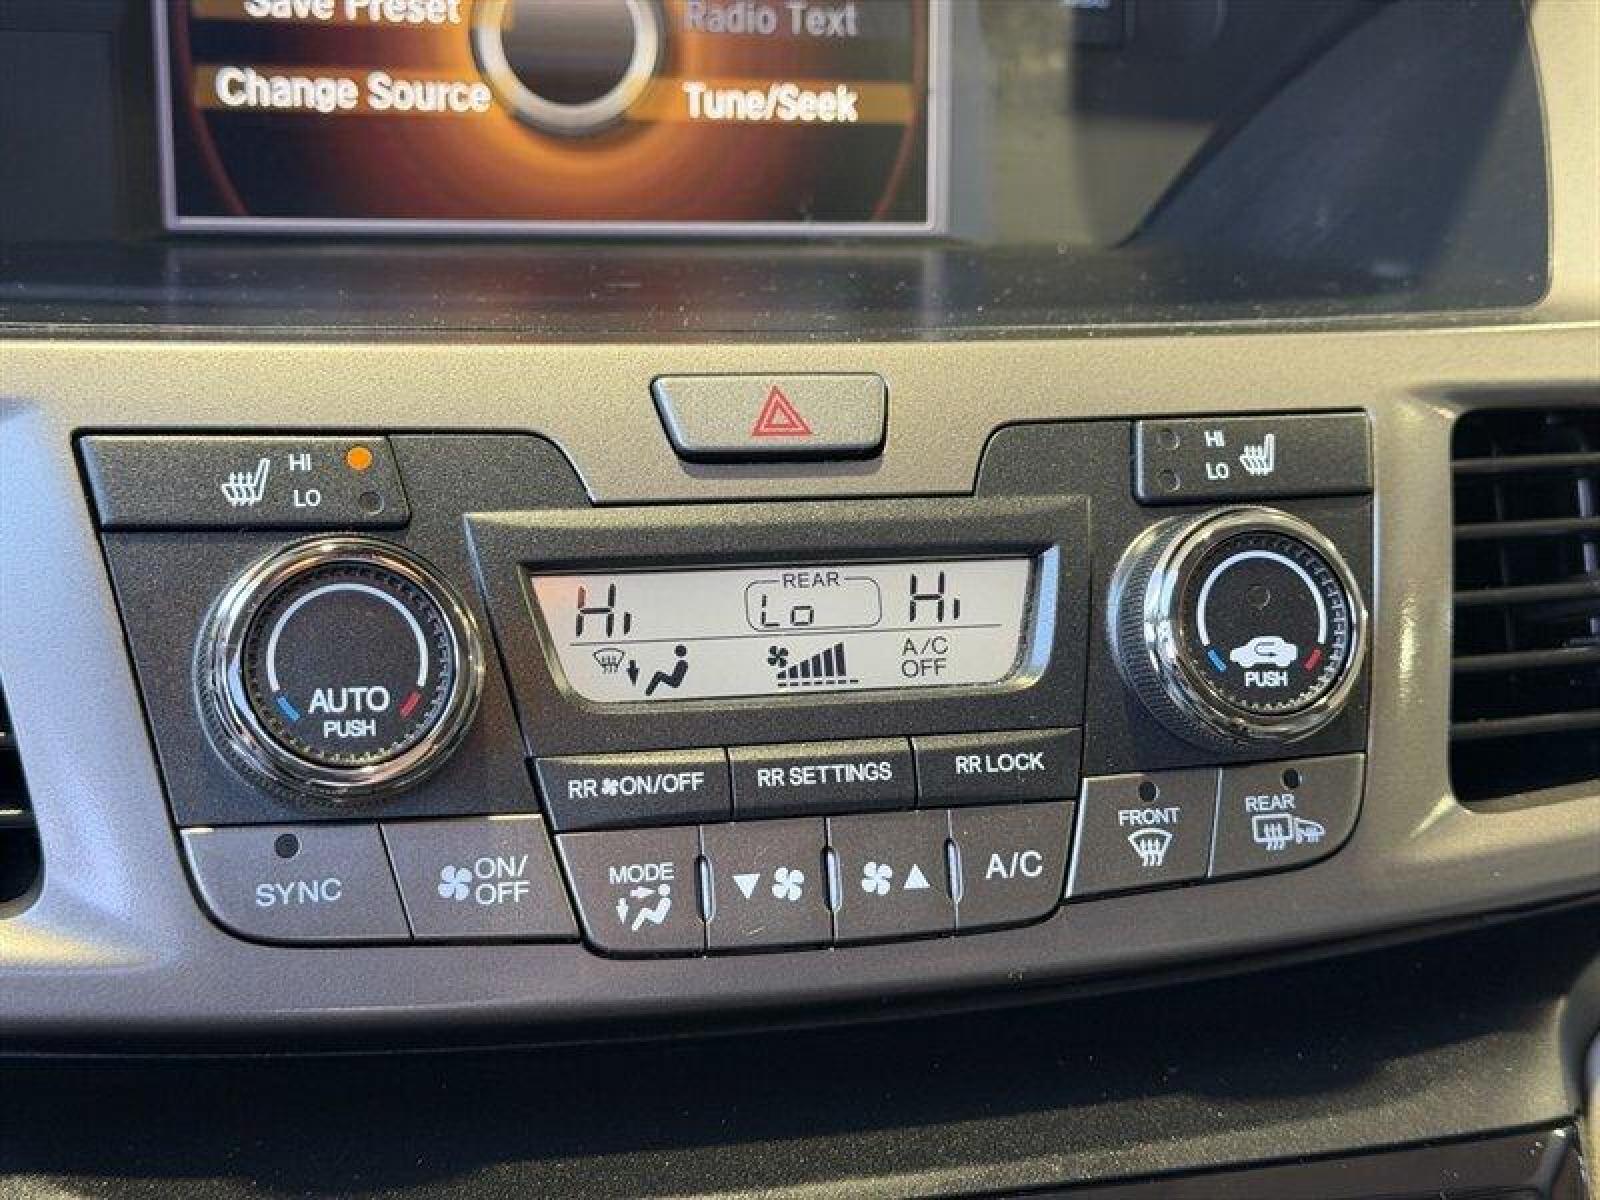 Save Preset
Radio Text
Change Source
Tune/Seek
HI
LO
HI
LO
Hi
REAR
Lo
Hi
A/C
OFF
AUTO
PUSH
PUSH
RR ON/OFF
RR SETTINGS
RR LOCK
SYNC
ON/
OFF
MODE
A/C
FRONT
REAR